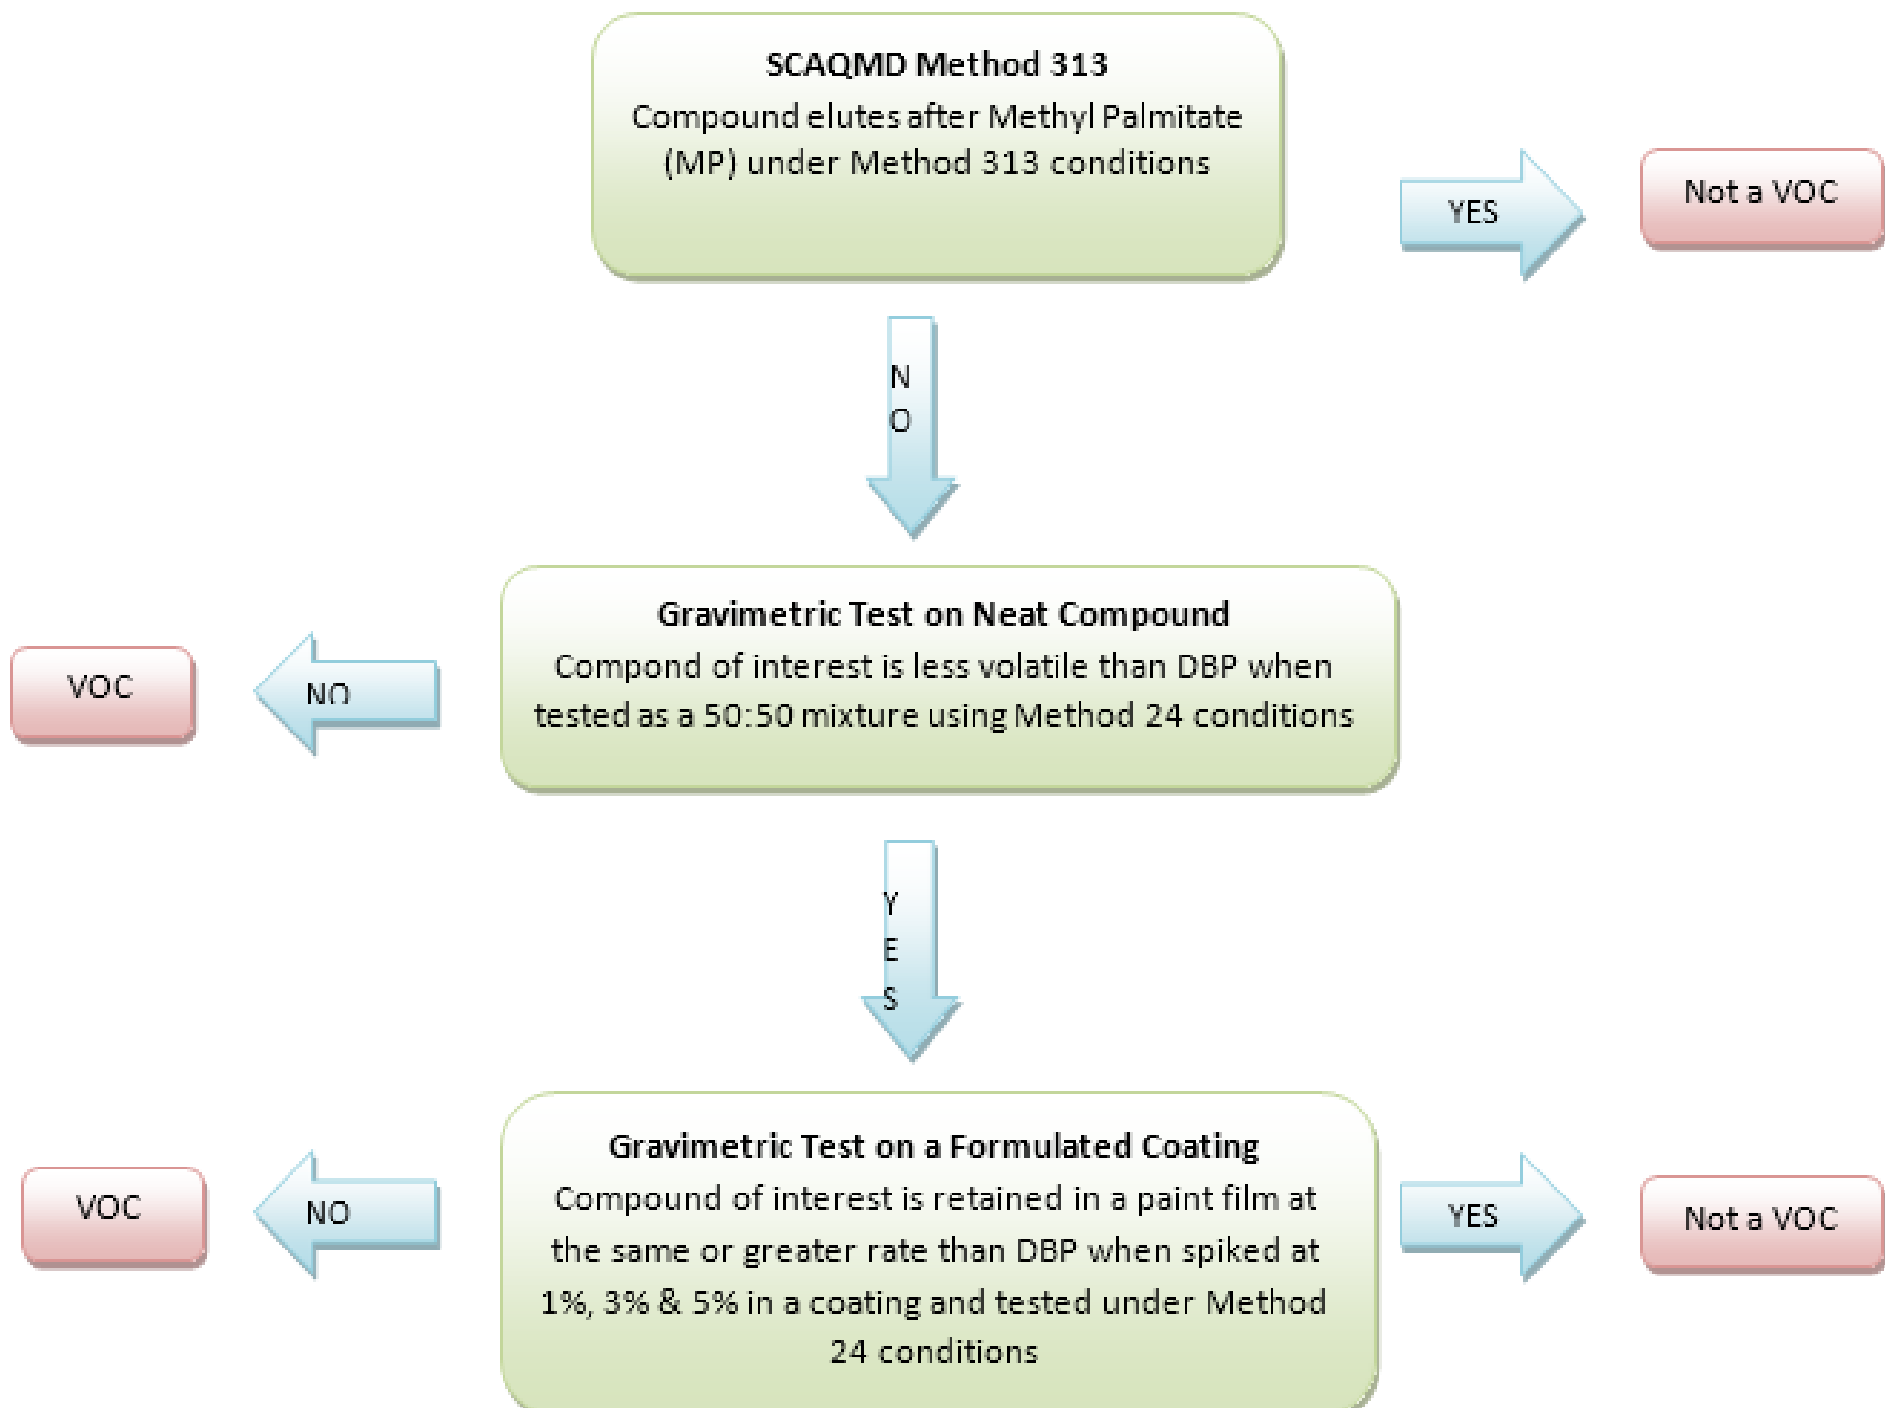 SCAQMD Method 313
Compound elutes after Methyl Palmitate
(MP) under Method 313 conditions
YES
Not a VOC
N
O
Gravimetric Test on Neat Compound
Compond of interest is less volatile than DBP when
tested as a 50:50 mixture using Method 24 conditions
NO
VOC
Y
E
S
Gravimetric Test on a Formulated Coating
Compound of interest is retained in a paint film at
the same or greater rate than DBP when spiked at
1%, 3% & 5% in a coating and tested under Method
24 conditions
NO
VOC
YES
Not a VOC